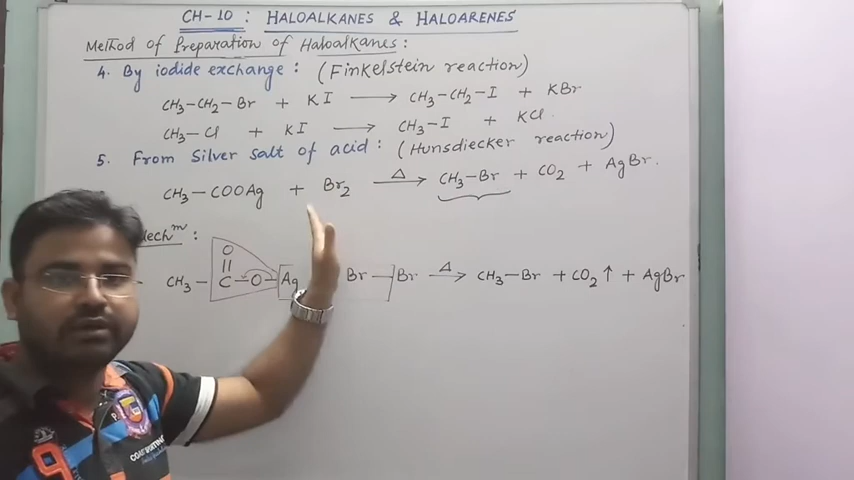 CH-10 : HALOALKANES & HALOARENES
Method of Preparation of Haloalkanes :
4. By iodide exchange : (Finkelstein reaction)
CH₃-CH₂-Br + KI ⟶ CH₃-CH₂-I + KBr
CH₃-Cl + KI ⟶ CH₃-I + KCl
5. From Silver salt of acid : (Hunsdiecker reaction)
CH₃-COOAg + Br₂ —Δ→ CH₃-Br + CO₂ + AgBr.
Mechᵐ :
O
||
CH₃-C-O-Ag Br-Br —Δ→ CH₃-Br + CO₂↑ + AgBr